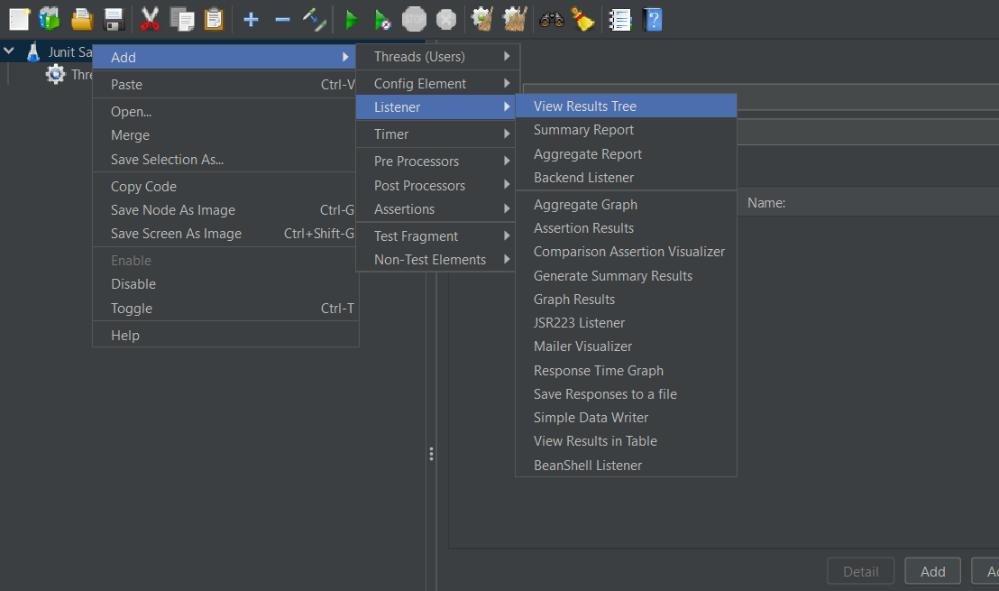 STOP
Junit Sa
Thre
Add
Paste Ctrl-V
Open...
Merge
Save Selection As...
Copy Code
Save Node As Image Ctrl-G
Save Screen As Image Ctrl+Shift-G
Enable
Disable
Toggle Ctrl-T
Help
Threads (Users)
Config Element
Listener
Timer
Pre Processors
Post Processors
Assertions
Test Fragment
Non-Test Elements
View Results Tree
Summary Report
Aggregate Report
Backend Listener
Aggregate Graph
Assertion Results
Comparison Assertion Visualizer
Generate Summary Results
Graph Results
JSR223 Listener
Mailer Visualizer
Response Time Graph
Save Responses to a file
Simple Data Writer
View Results in Table
BeanShell Listener
Name:
Detail
Add
Ad